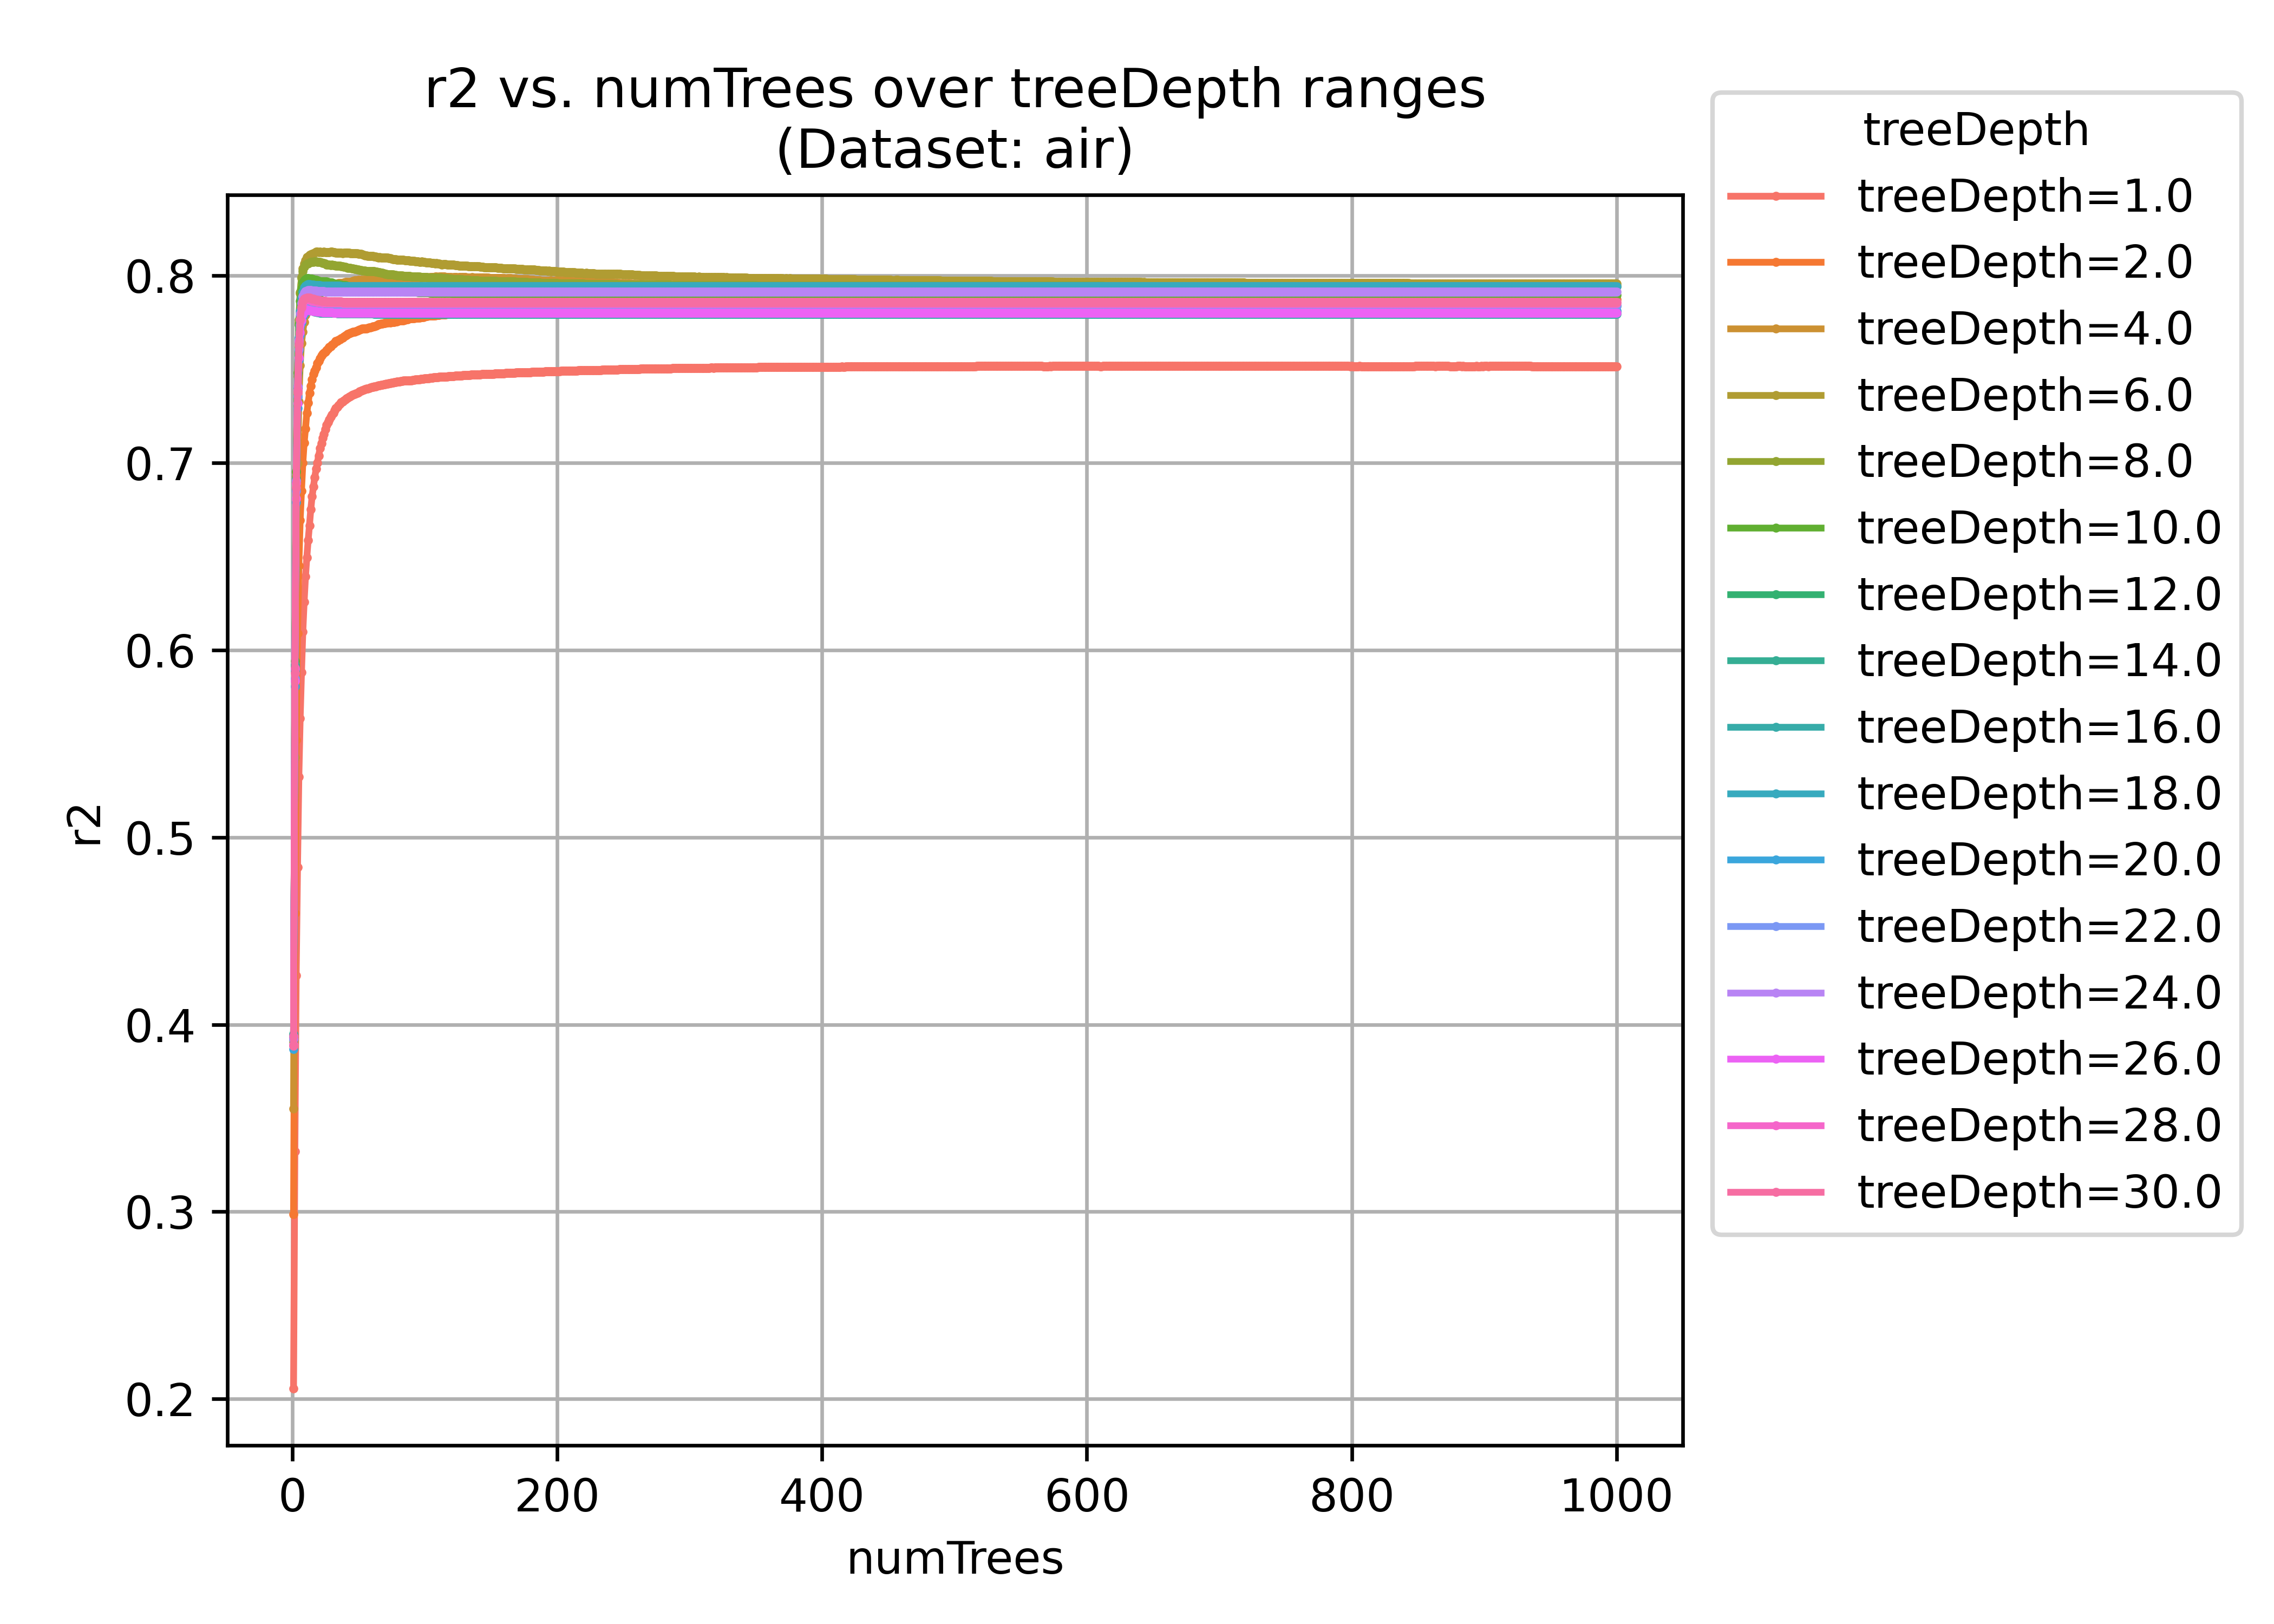 r2 vs. numTrees over treeDepth ranges
(Dataset: air)
treeDepth
treeDepth=1.0
treeDepth=2.0
treeDepth=4.0
treeDepth=6.0
treeDepth=8.0
treeDepth=10.0
treeDepth=12.0
treeDepth=14.0
treeDepth=16.0
treeDepth=18.0
treeDepth=20.0
treeDepth=22.0
treeDepth=24.0
treeDepth=26.0
treeDepth=28.0
treeDepth=30.0
r2
0.8
0.7
0.6
0.5
0.4
0.3
0.2
0 200 400 600 800 1000
numTrees